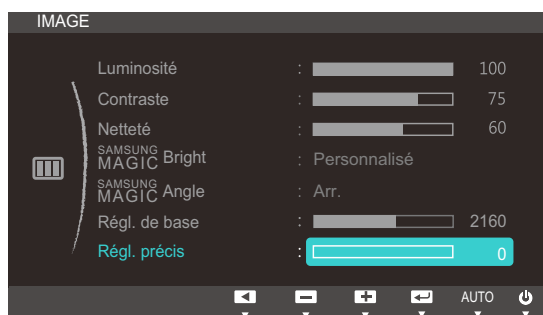 IMAGE
Luminosité : 100
Contraste : 75
Netteté : 60
SAMSUNG MAGIC Bright : Personnalisé
SAMSUNG MAGIC Angle : Arr.
Régl. de base : 2160
Régl. précis : 0
AUTO